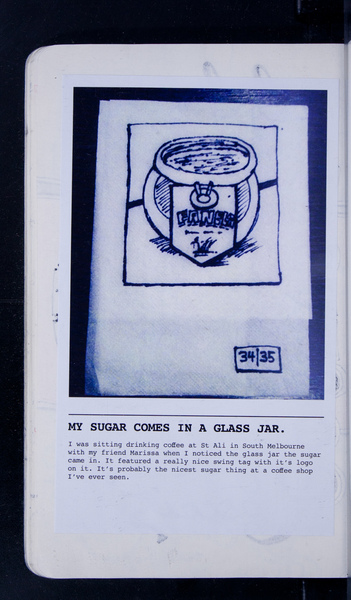 34|35
MY SUGAR COMES IN A GLASS JAR.
I was sitting drinking coffee at St Ali in South Melbourne
with my friend Marissa when I noticed the glass jar the sugar
came in. It featured a really nice swing tag with it's logo
on it. It's probably the nicest sugar thing at a coffee shop
I've ever seen.